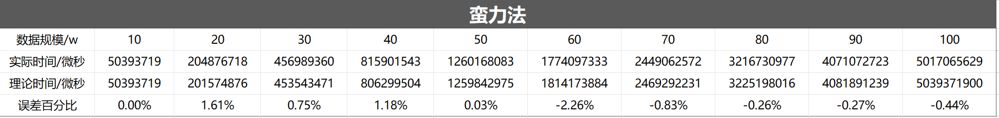 蛮力法
数据规模/w 10 20 30 40 50 60 70 80 90 100
实际时间/微秒 50393719 204876718 456989360 815901543 1260168083 1774097333 2449062572 3216730977 4071072723 5017065629
理论时间/微秒 50393719 201574876 453543471 806299504 1259842975 1814173884 2469292231 3225198016 4081891239 5039371900
误差百分比 0.00% 1.61% 0.75% 1.18% 0.03% -2.26% -0.83% -0.26% -0.27% -0.44%